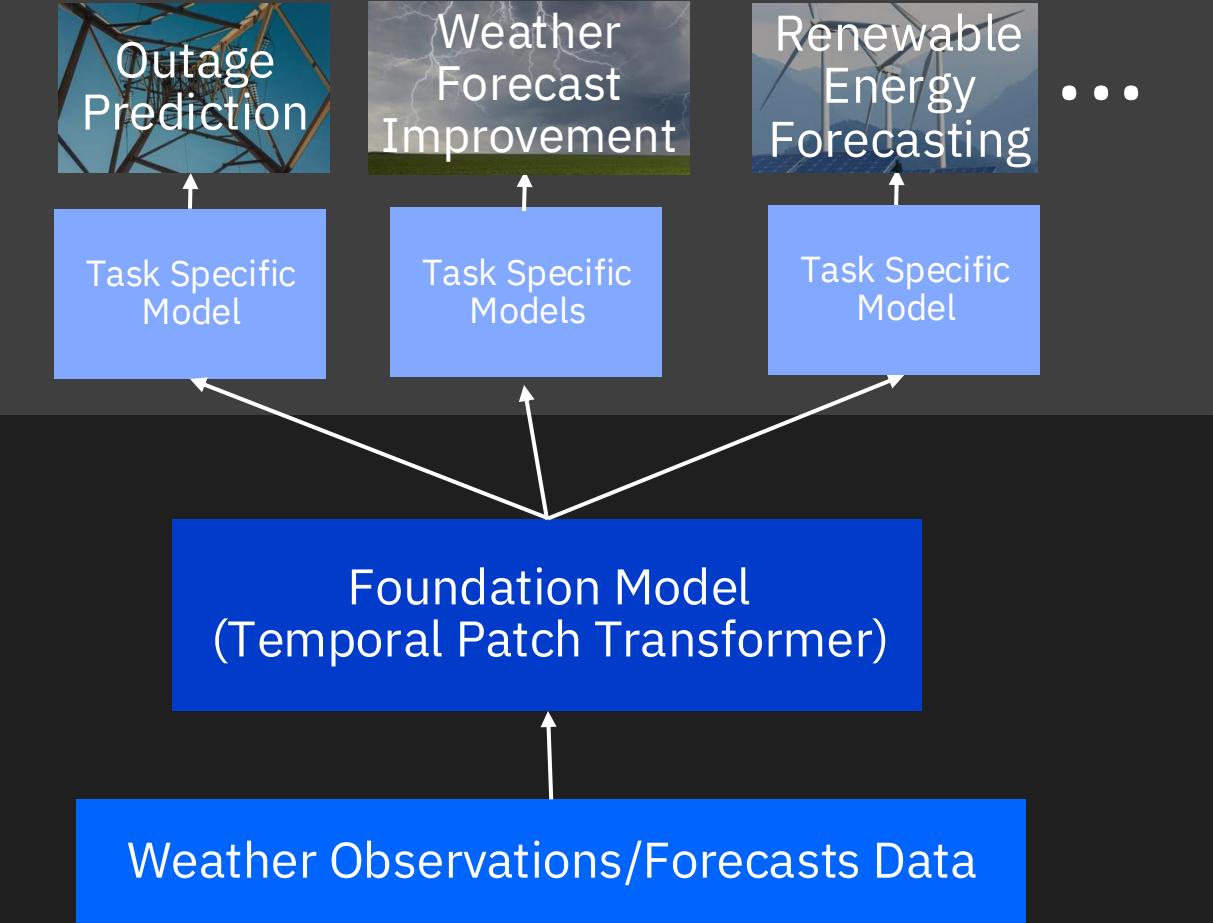 Outage
Prediction
Weather
Forecast
Improvement
Renewable
Energy
Forecasting
...
Task Specific
Model
Task Specific
Models
Task Specific
Model
Foundation Model
(Temporal Patch Transformer)
Weather Observations/Forecasts Data